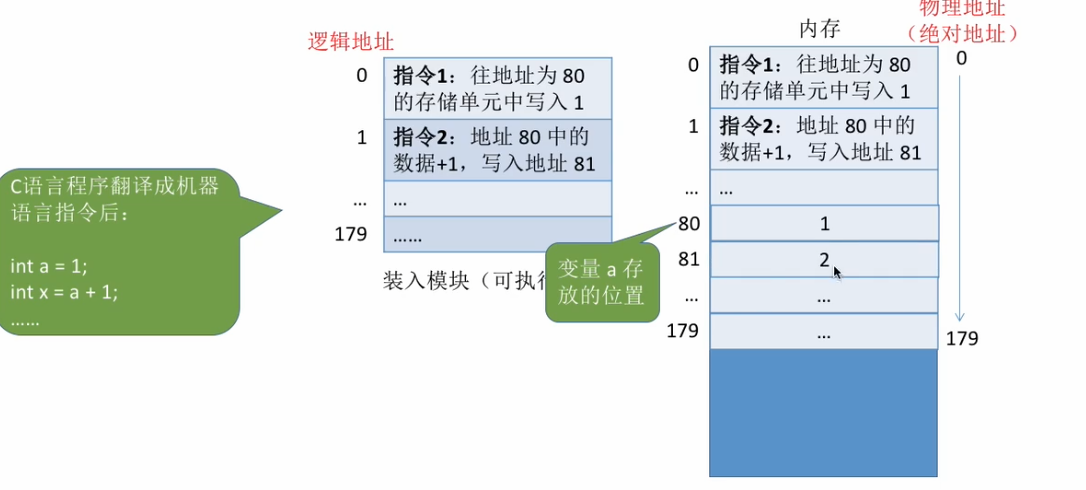 物理地址
（绝对地址）
内存
逻辑地址
0
指令1：往地址为 80
的存储单元中写入 1
1
指令2：地址 80 中的
数据+1，写入地址 81
...
...
179
......
装入模块（可执行
C语言程序翻译成机器
语言指令后：
int a = 1;
int x = a + 1;
......
变量 a 存
放的位置
0
指令1：往地址为 80
的存储单元中写入 1
0
1
指令2：地址 80 中的
数据+1，写入地址 81
...
...
80
1
81
2
...
...
179
...
179